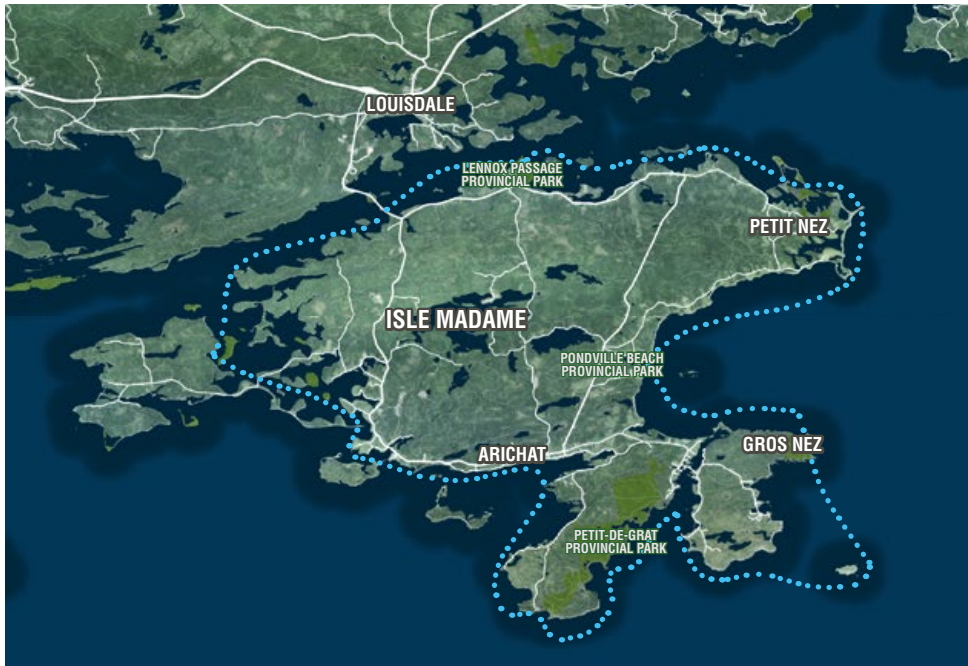 LOUISDALE
LENNOX PASSAGE
PROVINCIAL PARK
PETIT NEZ
ISLE MADAME
PONDVILLE BEACH
PROVINCIAL PARK
GROS NEZ
ARICHAT
PETIT-DE-GRAT
PROVINCIAL PARK